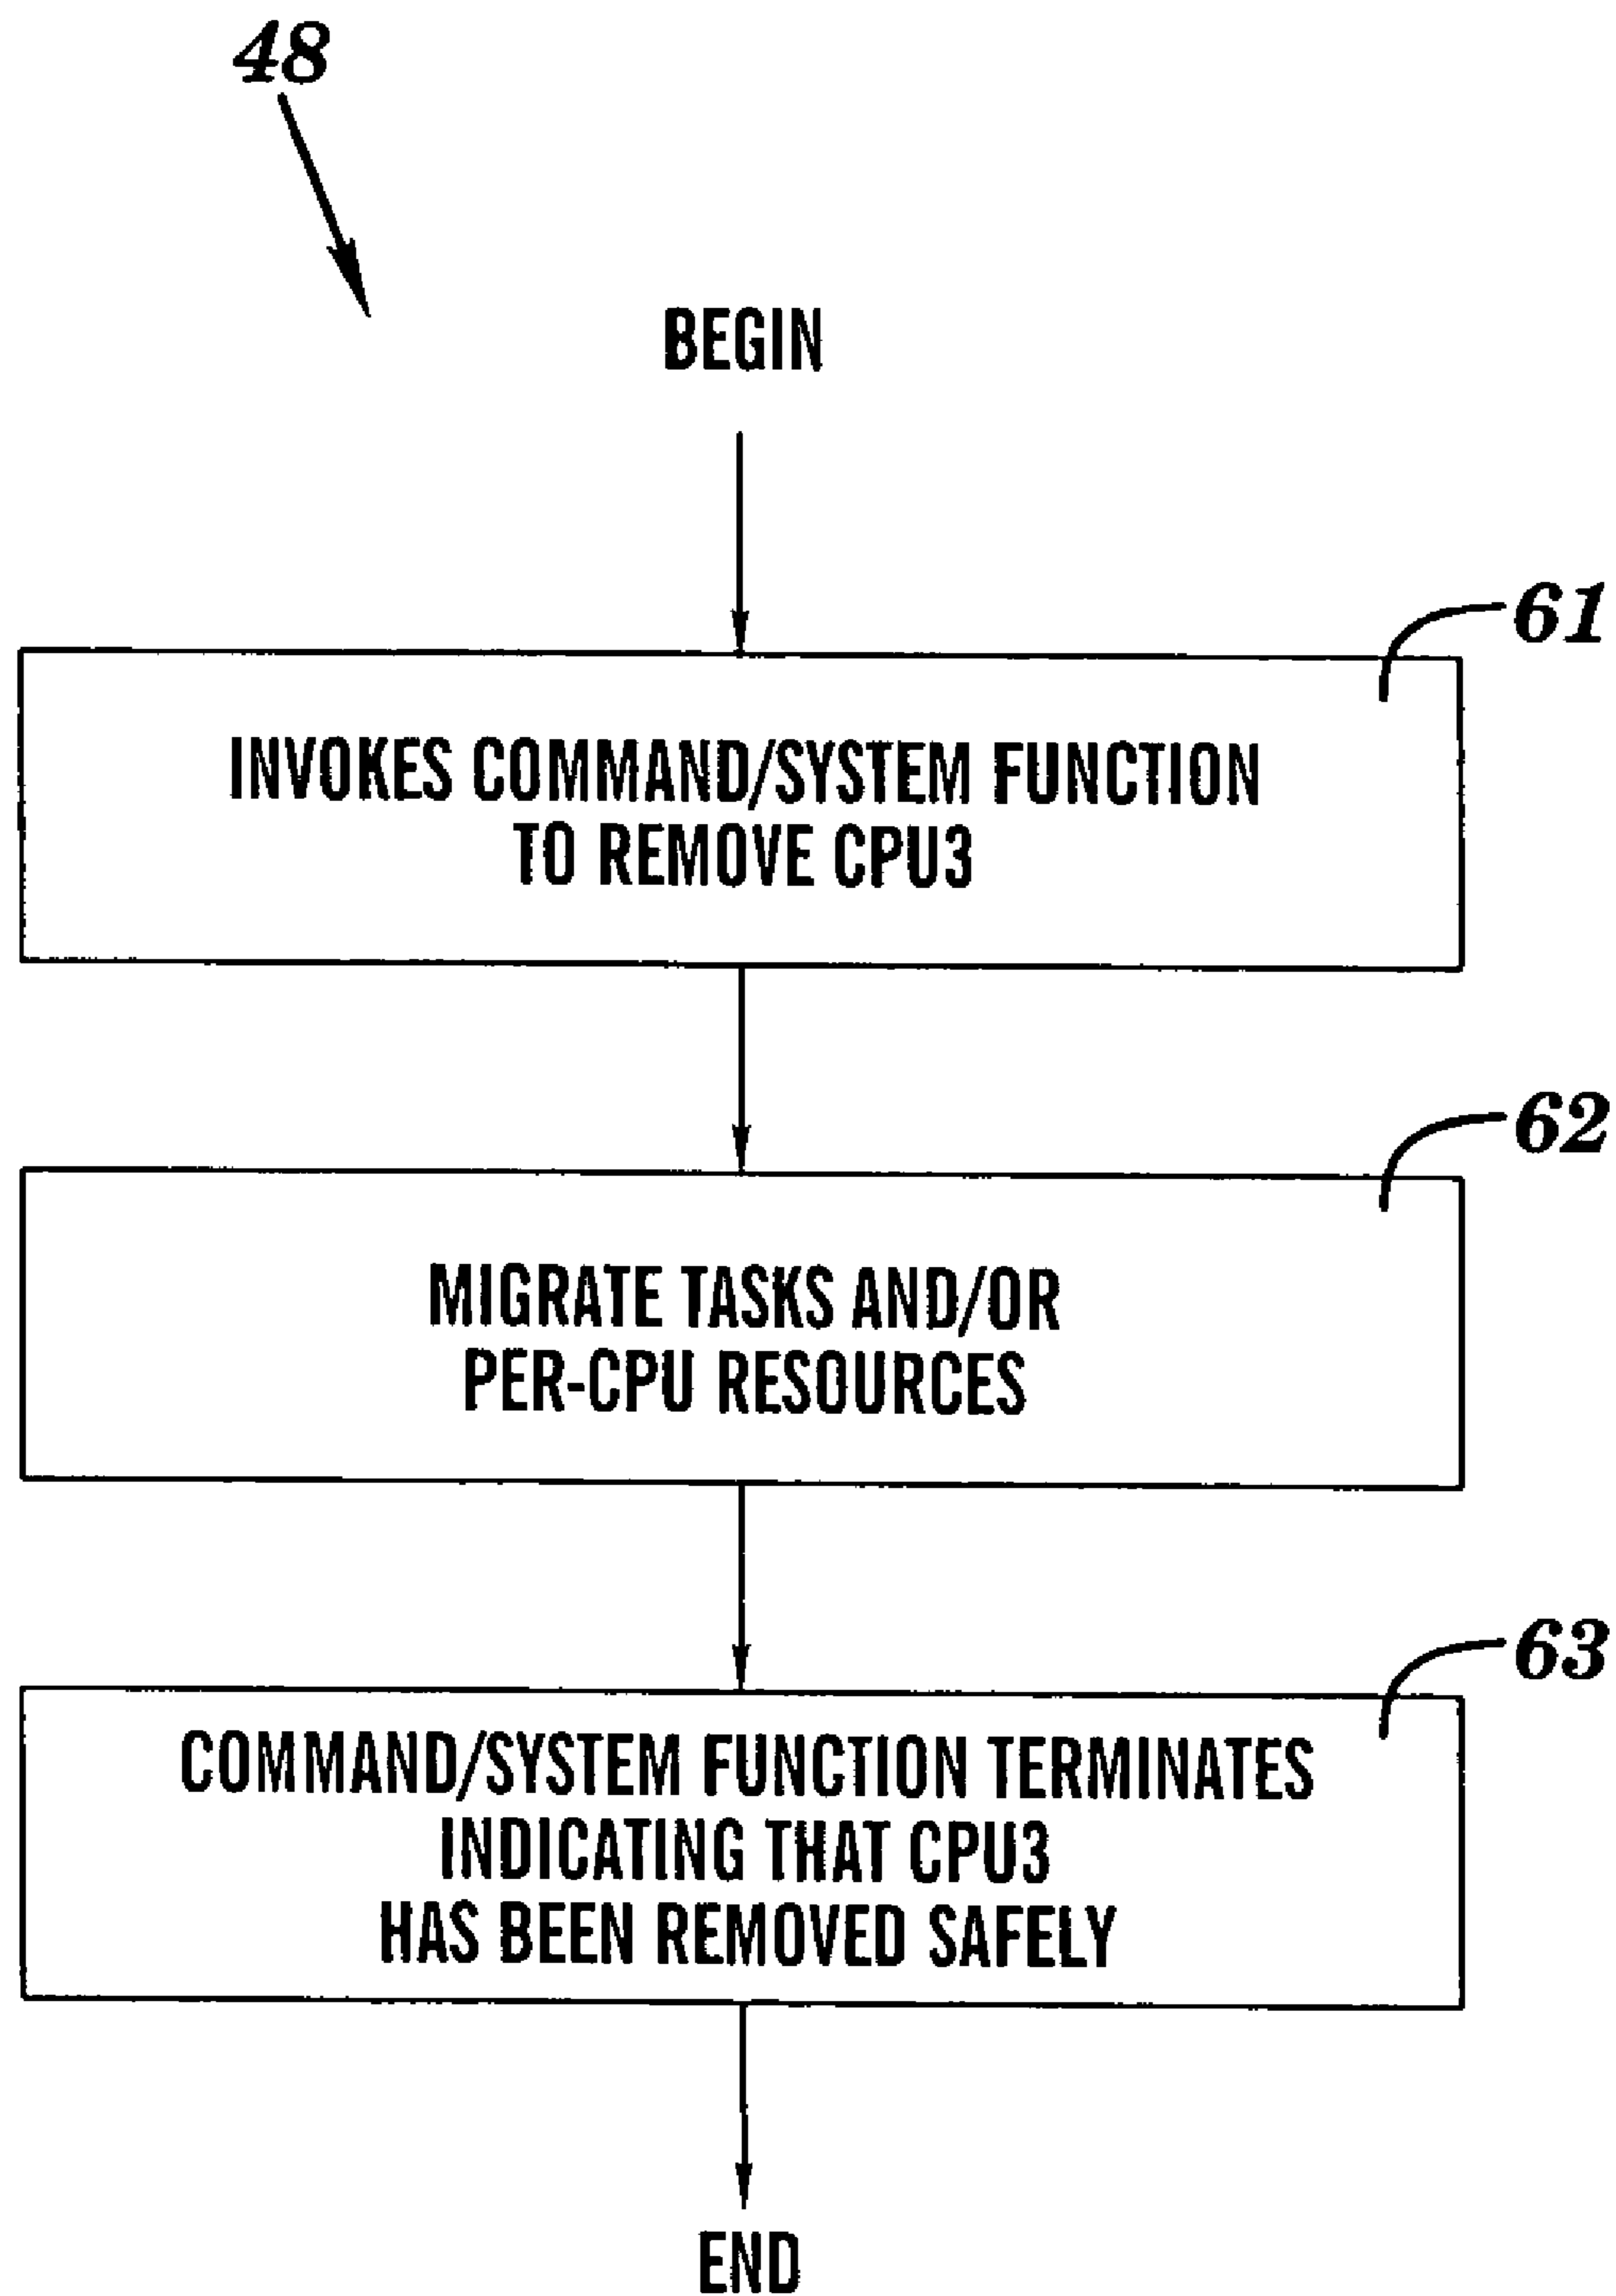 48
BEGIN
61
INVOKES COMMAND/SYSTEM FUNCTION
TO REMOVE CPU3
62
MIGRATE TASKS AND/OR
PER-CPU RESOURCES
63
COMMAND/SYSTEM FUNCTION TERMINATES
INDICATING THAT CPU3
HAS BEEN REMOVED SAFELY
END